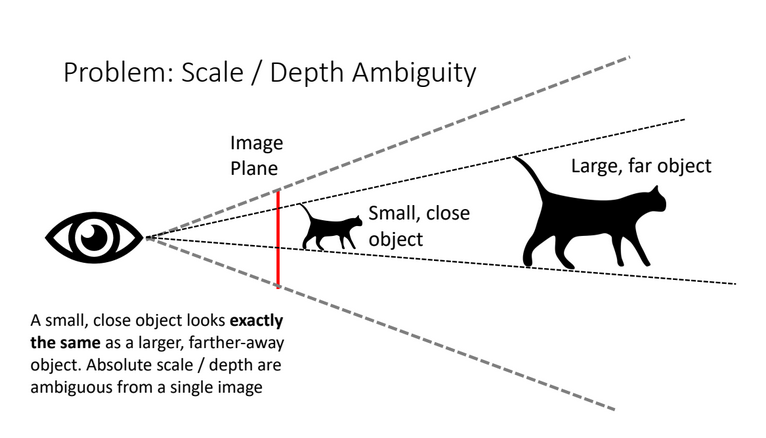 Problem: Scale / Depth Ambiguity
Image
Plane
Large, far object
Small, close
object
A small, close object looks exactly
the same as a larger, farther-away
object. Absolute scale / depth are
ambiguous from a single image